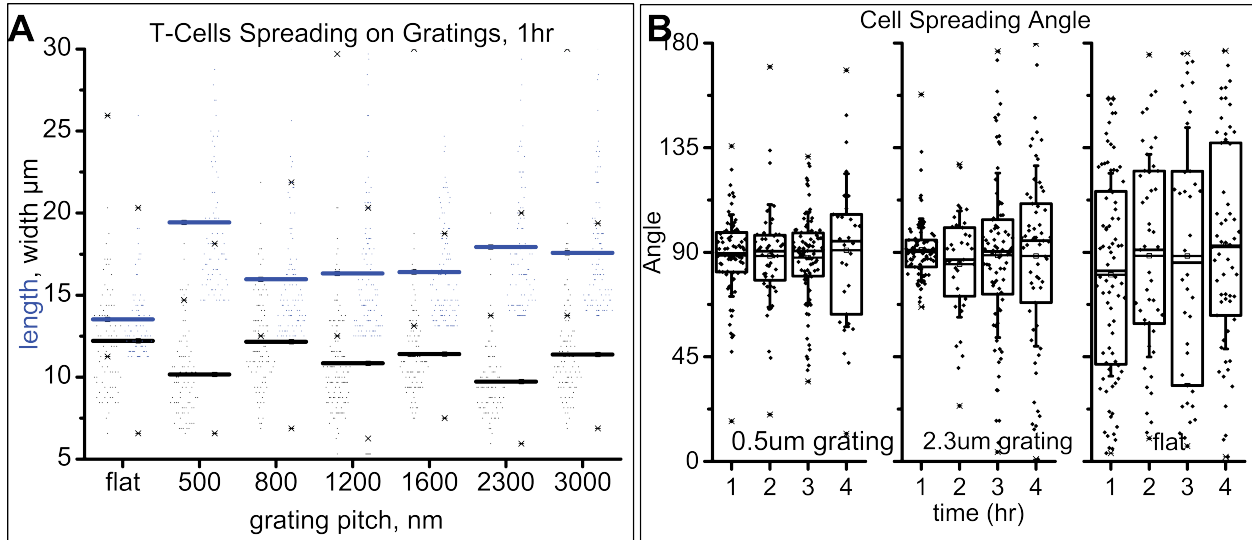 A
T-Cells Spreading on Gratings, 1hr
30
25
20
15
10
5
length, width µm
flat 500 800 1200 1600 2300 3000
grating pitch, nm
B
Cell Spreading Angle
180
135
90
45
0
Angle
0.5um grating 2.3um grating flat
1 2 3 4 1 2 3 4 1 2 3 4
time (hr)